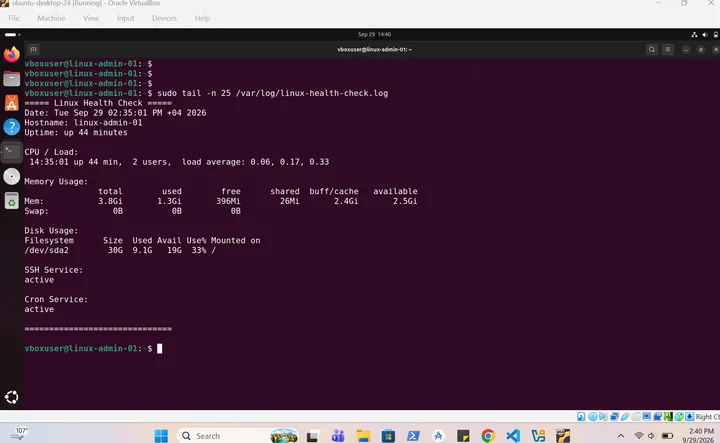 ubuntu-desktop-24 [Running] - Oracle VirtualBox
File Machine View Input Devices Help
Sep 29 14:40
vboxuser@linux-admin-01: ~
vboxuser@linux-admin-01:~$
vboxuser@linux-admin-01:~$
vboxuser@linux-admin-01:~$
vboxuser@linux-admin-01:~$ sudo tail -n 25 /var/log/linux-health-check.log
===== Linux Health Check =====
Date: Tue Sep 29 02:35:01 PM +04 2026
Hostname: linux-admin-01
Uptime: up 44 minutes
CPU / Load:
14:35:01 up 44 min, 2 users, load average: 0.06, 0.17, 0.33
Memory Usage:
total used free shared buff/cache available
Mem: 3.8Gi 1.3Gi 396Mi 26Mi 2.4Gi 2.5Gi
Swap: 0B 0B 0B
Disk Usage:
Filesystem Size Used Avail Use% Mounted on
/dev/sda2 30G 9.1G 19G 33% /
SSH Service:
active
Cron Service:
active
==============================
vboxuser@linux-admin-01:~$
Right Ct
107°
Search
2:40 PM
9/29/2026